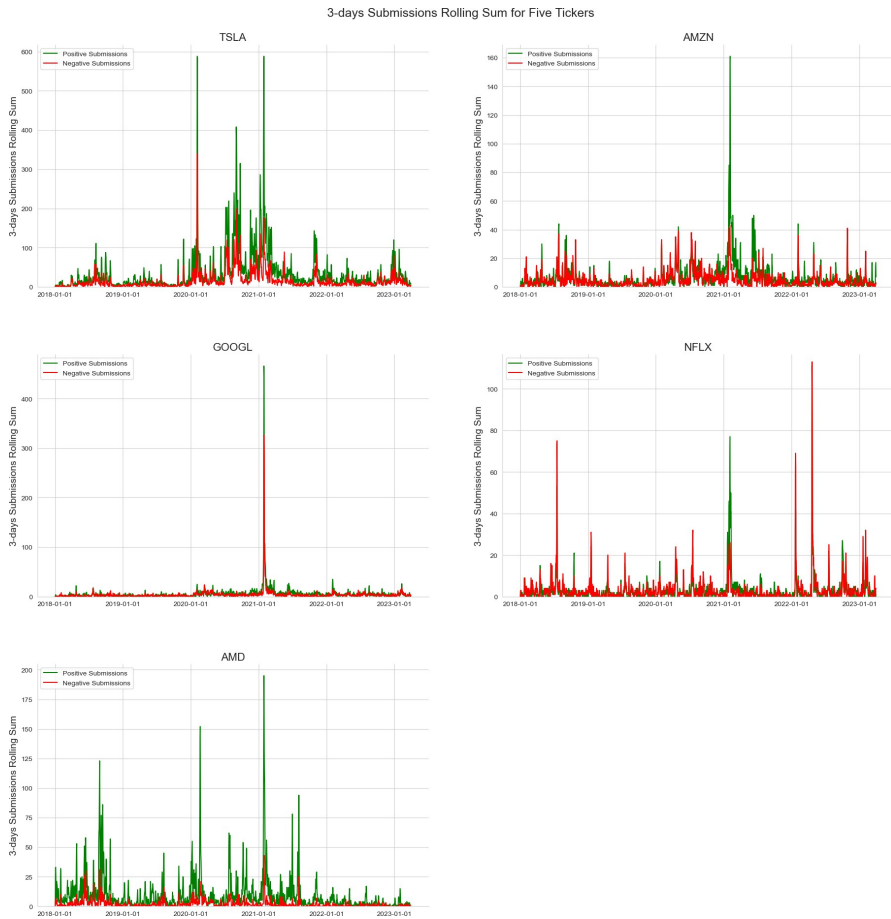 3-days Submissions Rolling Sum for Five Tickers
TSLA
3-days Submissions Rolling Sum
Positive Submissions
Negative Submissions
600
500
400
300
200
100
0
2018-01-01 2019-01-01 2020-01-01 2021-01-01 2022-01-01 2023-01-01
AMZN
3-days Submissions Rolling Sum
Positive Submissions
Negative Submissions
160
140
120
100
80
60
40
20
0
2018-01-01 2019-01-01 2020-01-01 2021-01-01 2022-01-01 2023-01-01
GOOGL
3-days Submissions Rolling Sum
Positive Submissions
Negative Submissions
400
300
200
100
0
2018-01-01 2019-01-01 2020-01-01 2021-01-01 2022-01-01 2023-01-01
NFLX
3-days Submissions Rolling Sum
Positive Submissions
Negative Submissions
100
80
60
40
20
0
2018-01-01 2019-01-01 2020-01-01 2021-01-01 2022-01-01 2023-01-01
AMD
3-days Submissions Rolling Sum
Positive Submissions
Negative Submissions
200
175
150
125
100
75
50
25
0
2018-01-01 2019-01-01 2020-01-01 2021-01-01 2022-01-01 2023-01-01